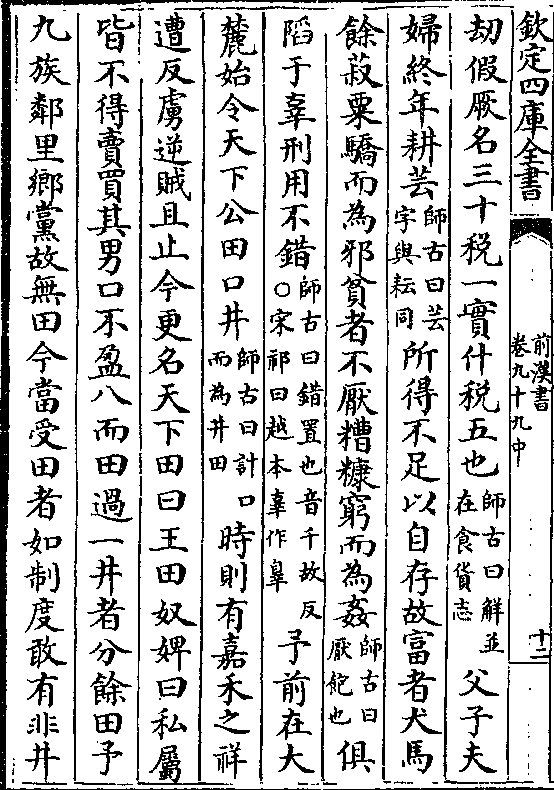 欽定四庫全書
前漢書
卷九十九中
十二
劫假厥名三十税一實什税五也師古曰解並在食貨志父子夫
婦終年耕芸師古曰芸字與耘同所得不足以自存故富者犬馬
餘菽粟驕而為邪貧者不厭糟糠窮而為姦師古曰厭飽也俱
䧟于辜刑用不錯師古曰錯置也音千故反○宋祁曰越本辜作辠予前在大
麓始令天下公田口井師古曰計口而為井田時則有嘉禾之祥
遭反虜逆賊且止今更名天下田曰王田奴婢曰私屬
皆不得賣買其男口不盈八而田過一井者分餘田予
九族鄰里鄉黨故無田今當受田者如制度敢有非井